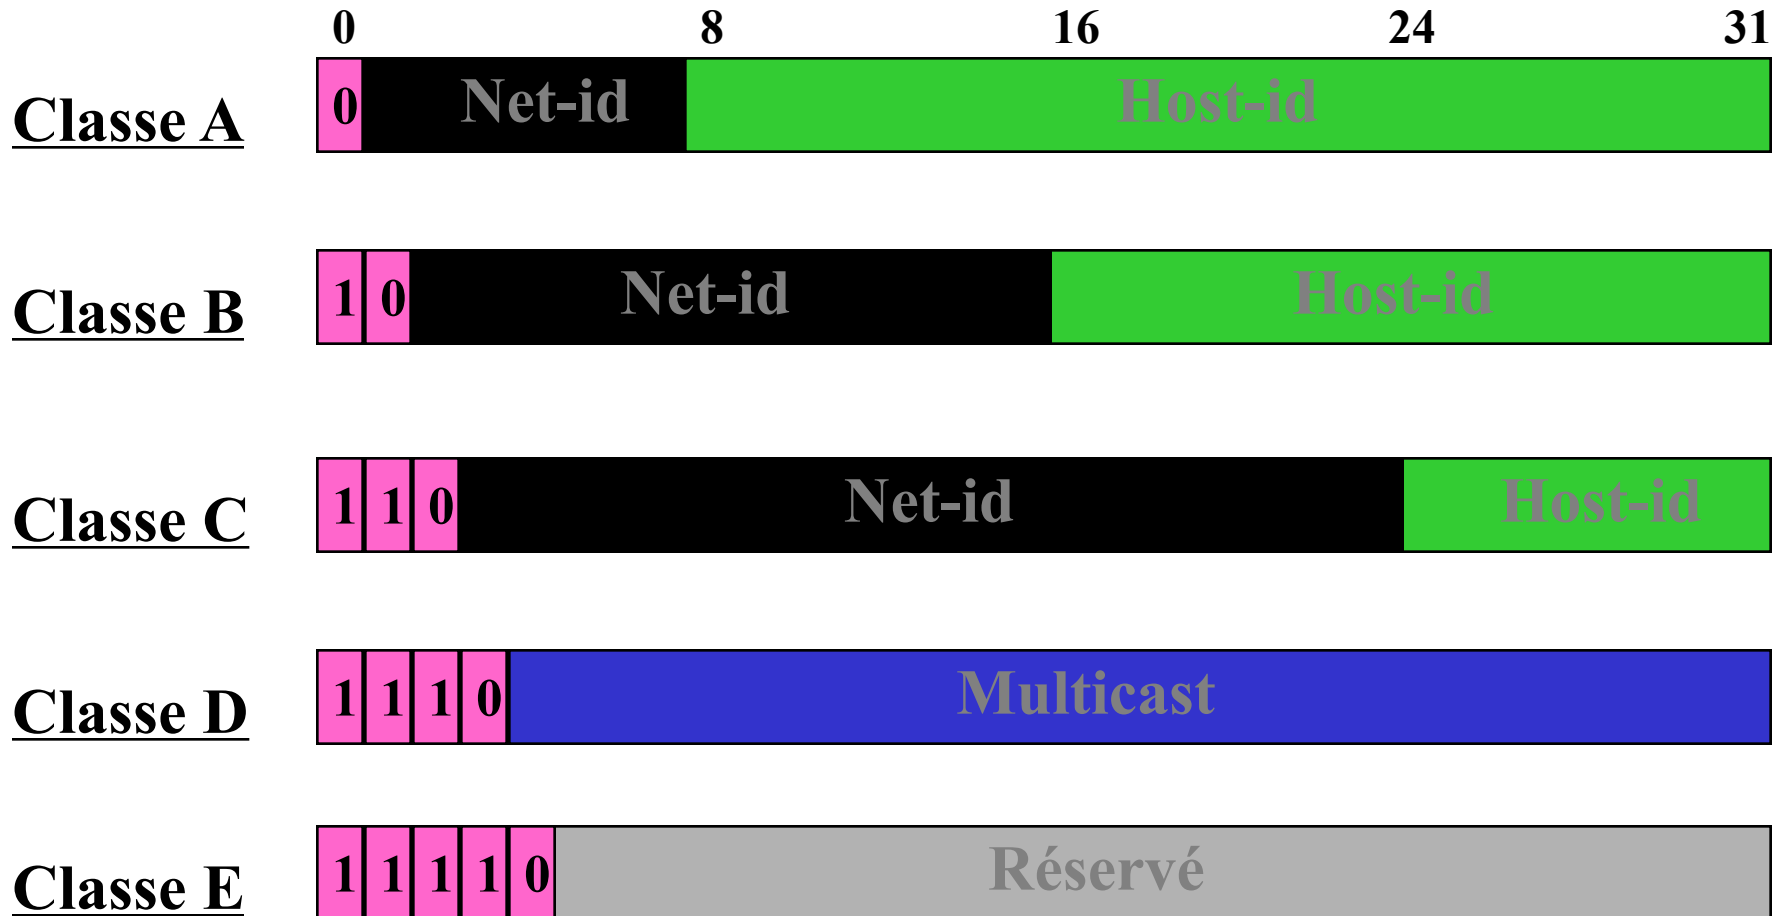 0 8 16 24 31
Classe A 0 Net-id Host-id
Classe B 1 0 Net-id Host-id
Classe C 1 1 0 Net-id Host-id
Classe D 1 1 1 0 Multicast
Classe E 1 1 1 1 0 Réservé